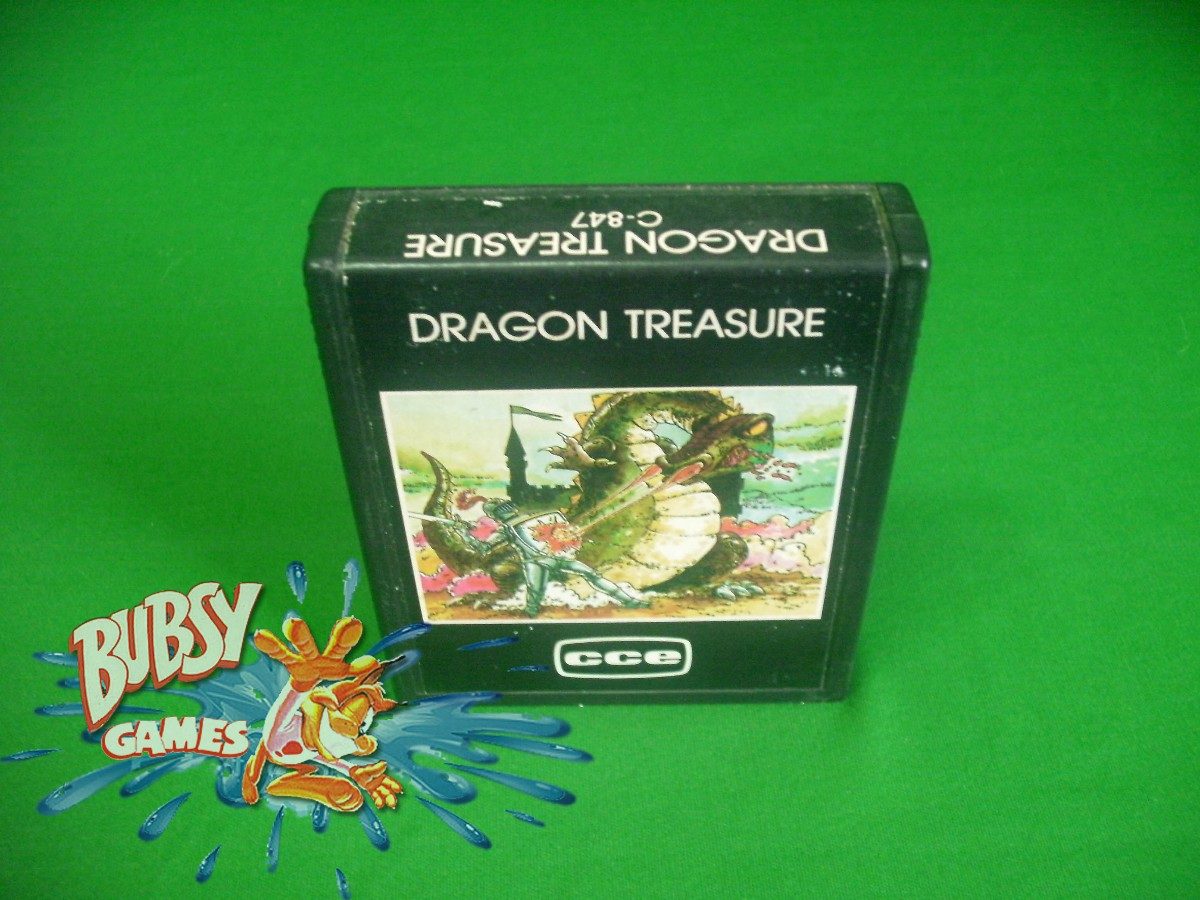 DRAGON TREASURE
C-847
DRAGON TREASURE
cce
BUBSY
GAMES